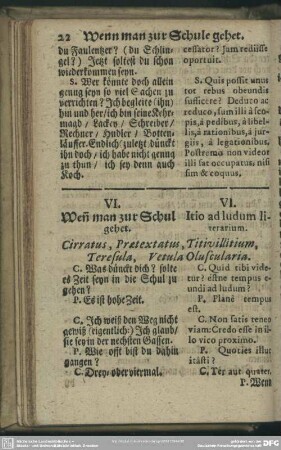 22 Wenn man zur Schule gehet.
du Faulentzer? (du Schlin-
gel?) Jetzt soltest du schon
wiederkommen seyn.
S. Wer könnte doch allein
genug seyn so viel Sachen zu
verrichten? Ich begleite (ihn)
hin und her/ich bin seine Kehr-
magd / Lackey / Schreiber /
Rechner / Hudler / Botten-
läuffer. Endlich zuletzt dünckt
ihn doch / ich habe nicht genug
zu thun / ich sey denn auch
Koch.
cessator? Jam rediisse
oportuit.
S. Quis possit unus
tot rebus obeundis
sufficere? Deduco ac
reduco, sum illi à sco-
pis, à pedibus, à libel-
lis, à rationibus, à jur-
giis, à legationibus.
Postremo non videor
illi sat occupatus, nisi
sim & coquus.
VI.
Weñ man zur Schul
gehet.
VI.
Itio ad ludum li-
terarium.
Cirratus, Prætextatus, Titivillitium,
Teresula, Vetula Oluscularia.
C. Was dünckt dich? solte
es Zeit seyn in die Schul zu
gehen?
P. Es ist hohe Zeit.
C. Ich weiß den Weg nicht
gewiß (eigentlich:) Ich glaub/
sie sey in der nechsten Gassen.
P. Wie offt bist du dahin
gangen?
C. Drey- oder viermal.
C. Quid tibi vide-
tur? estne tempus e-
undi ad ludum?
P. Planè tempus
est.
C. Non satis teneo
viam: Credo esse in il-
lo vico proximo.
P. Quoties illuc
itâsti?
C. Ter aut quater.
P. Wenn